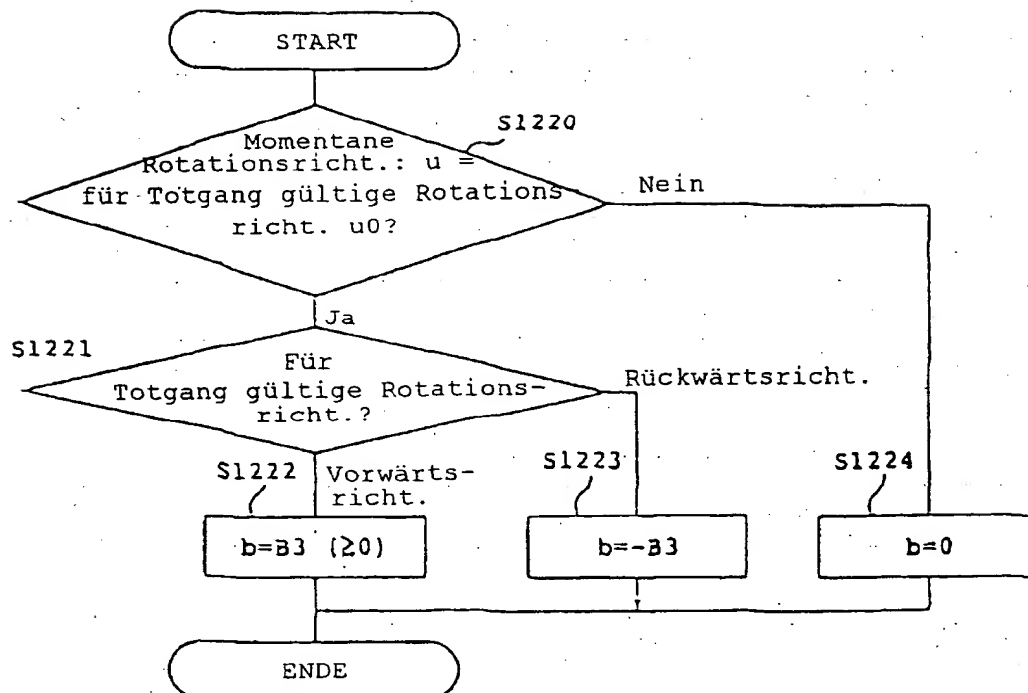 START
S1220
Momentane
Rotationsricht.: u =
für Totgang gültige Rotations
richt. u0?
Nein
Ja
S1221
Für
Totgang gültige Rotations-
richt.?
Rückwärtsricht.
S1222
Vorwärts-
richt.
S1223
S1224
b=B3 (≥0)
b=-B3
b=0
ENDE